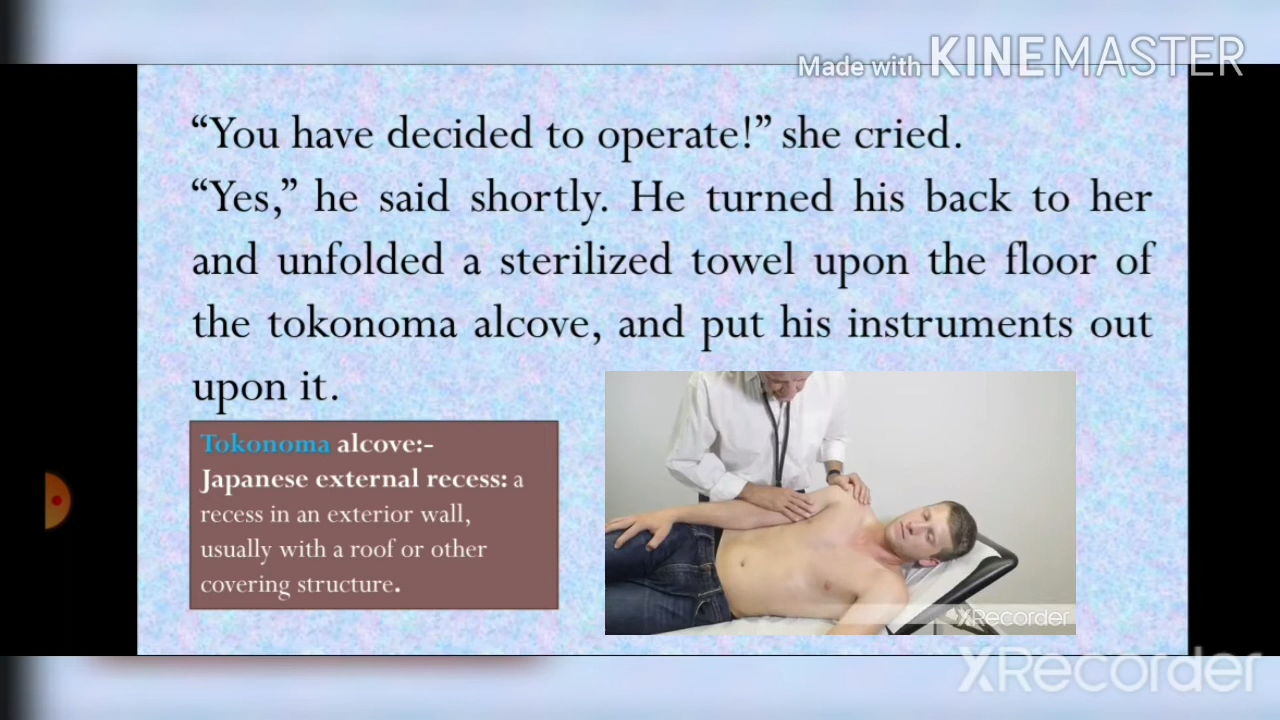 Made with KINEMASTER
“You have decided to operate!” she cried.
“Yes,” he said shortly. He turned his back to her
and unfolded a sterilized towel upon the floor of
the tokonoma alcove, and put his instruments out
upon it.
Tokonoma alcove:-
Japanese external recess: a
recess in an exterior wall,
usually with a roof or other
covering structure.
XRecorder
XRecorder